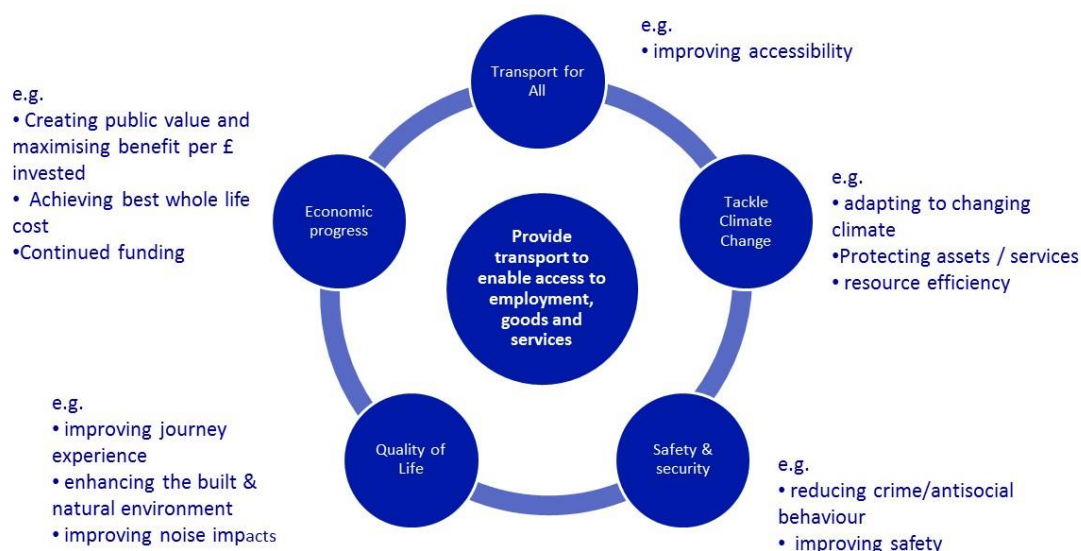 e.g.
• improving accessibility
Transport for
All
e.g.
• Creating public value and
maximising benefit per £
invested
• Achieving best whole life
cost
•Continued funding
Economic
progress
Tackle
Climate
Change
e.g.
• adapting to changing
climate
•Protecting assets / services
• resource efficiency
Provide
transport to
enable access to
employment,
goods and
services
e.g.
• improving journey
experience
• enhancing the built &
natural environment
• improving noise impacts
Quality of
Life
Safety &
security
e.g.
• reducing crime/antisocial
behaviour
• improving safety